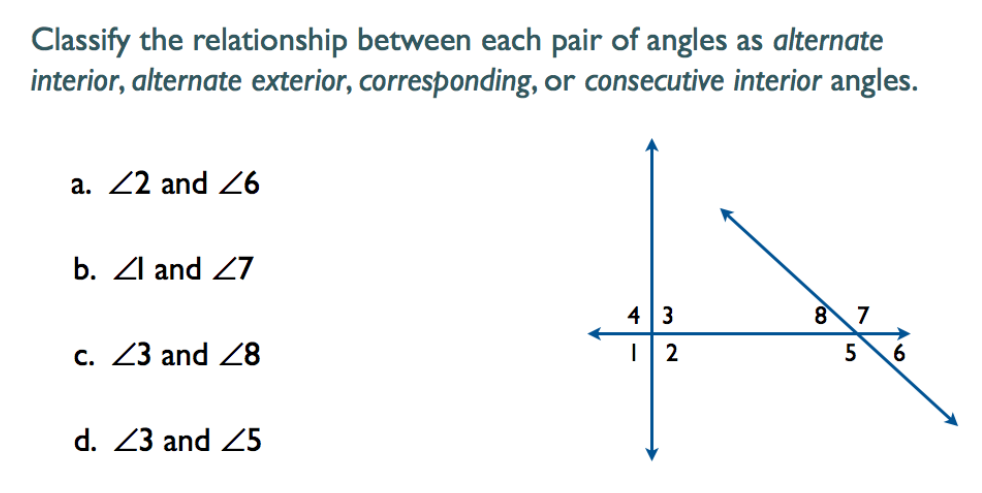 Classify the relationship between each pair of angles as alternate
interior, alternate exterior, corresponding, or consecutive interior angles.
a. ∠2 and ∠6
b. ∠1 and ∠7
c. ∠3 and ∠8
d. ∠3 and ∠5
4 3 8 7
1 2 5 6